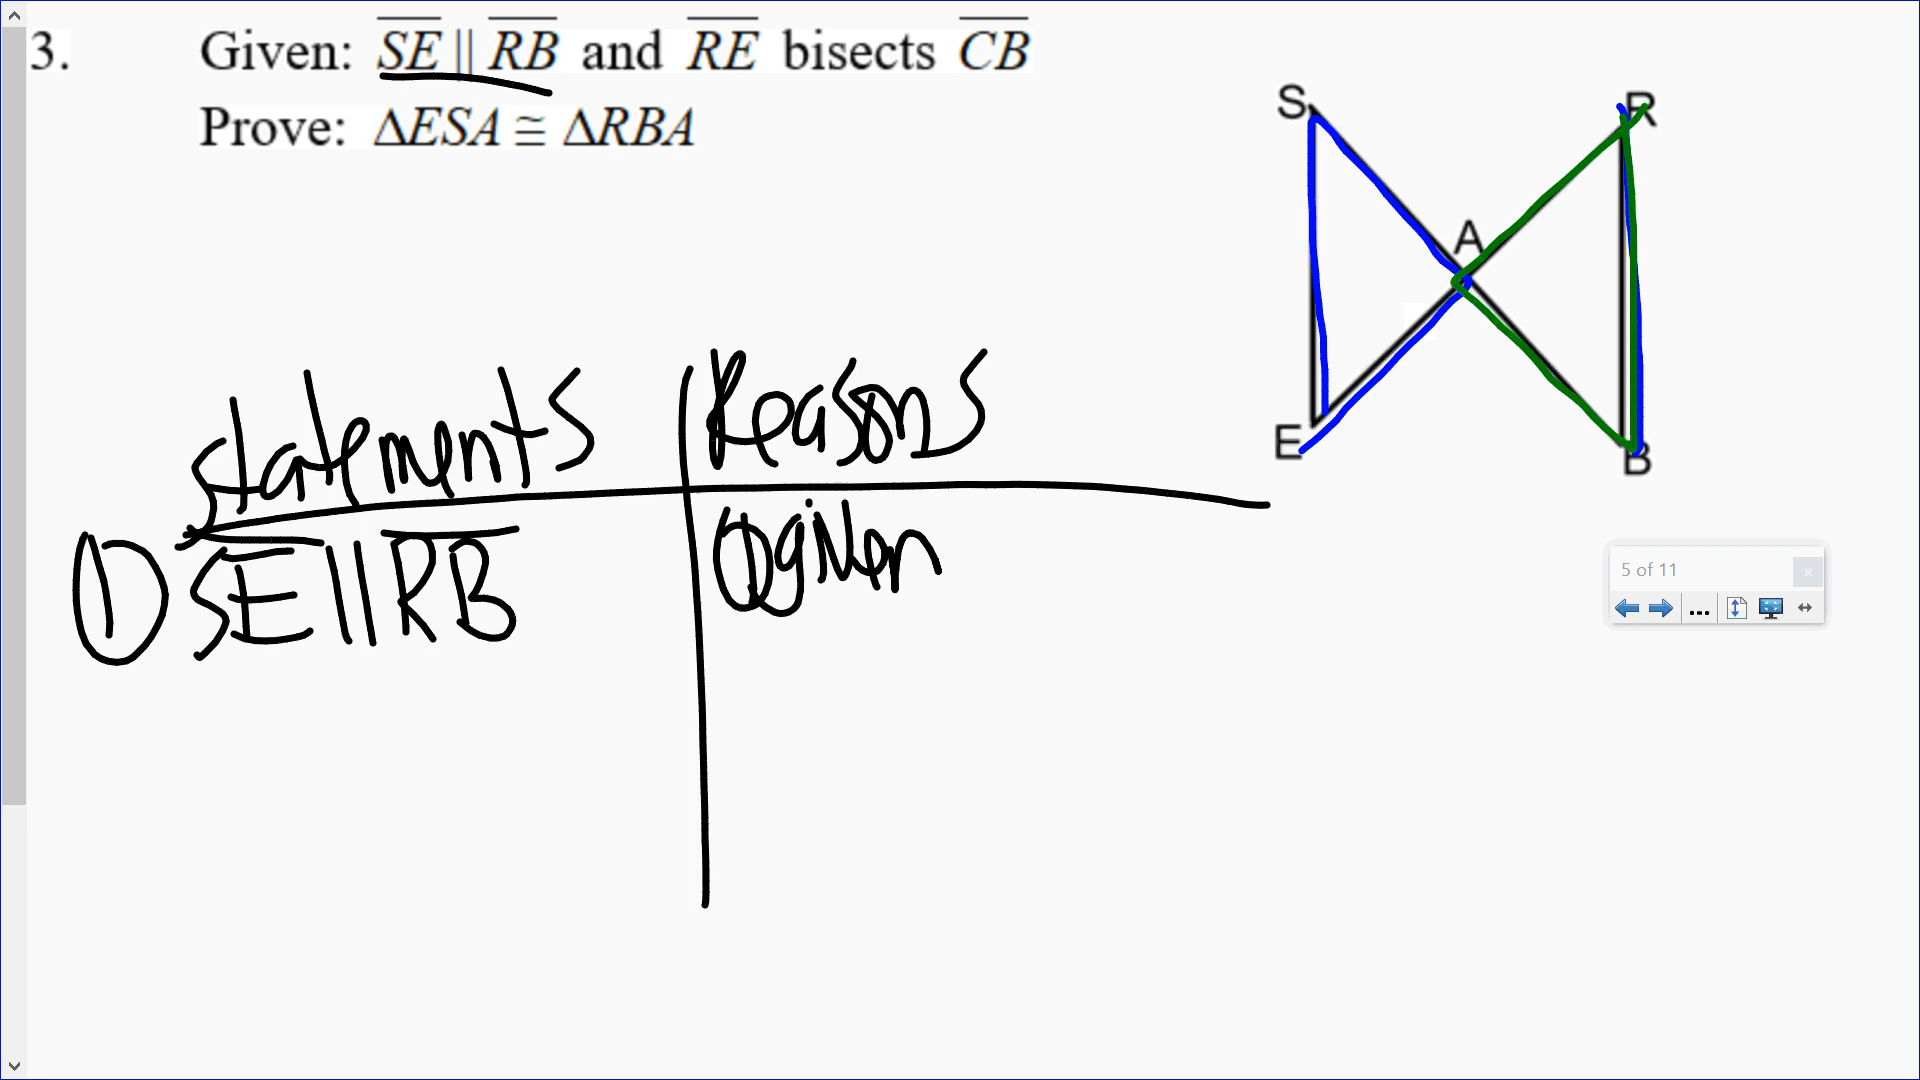 3. Given: SE || RB and RE bisects CB
Prove: ΔESA ≅ ΔRBA
S
R
A
E
B
statements Reasons
① SE || RB ① given
5 of 11